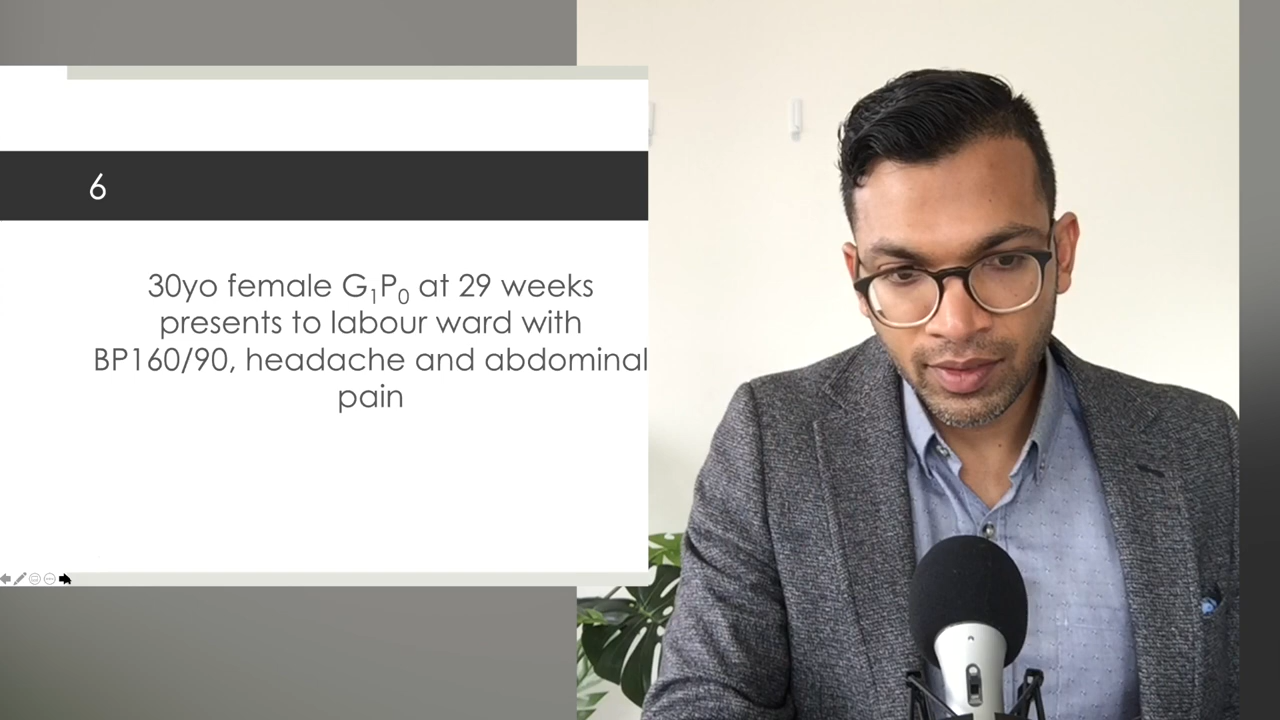 6
30yo female G₁P₀ at 29 weeks
presents to labour ward with
BP160/90, headache and abdominal
pain